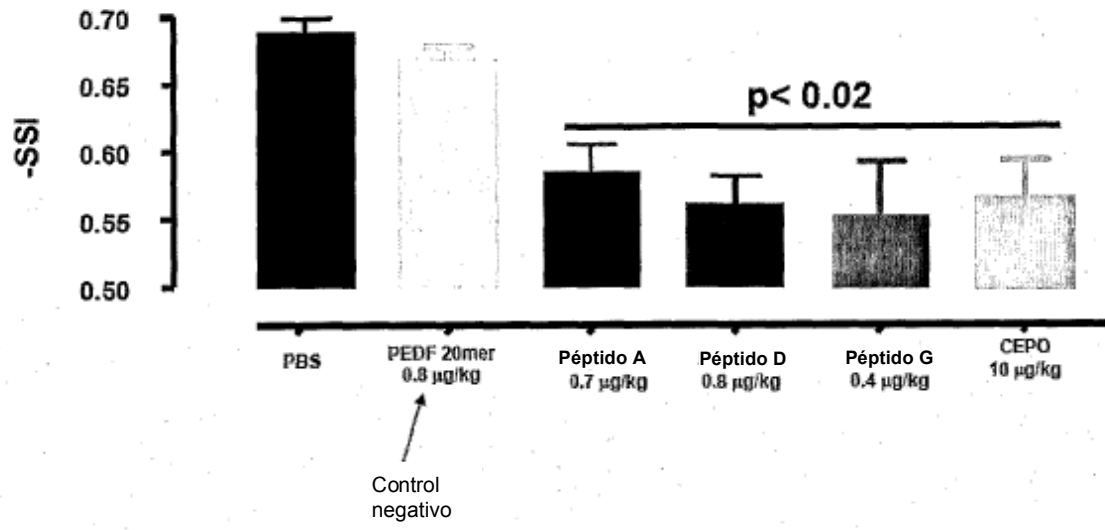 0.70
0.65
0.60
0.55
0.50
-SSI
p< 0.02
PBS
PEDF 20mer
0.8 µg/kg
Péptido A
0.7 µg/kg
Péptido D
0.8 µg/kg
Péptido G
0.4 µg/kg
CEPO
10 µg/kg
Control
negativo